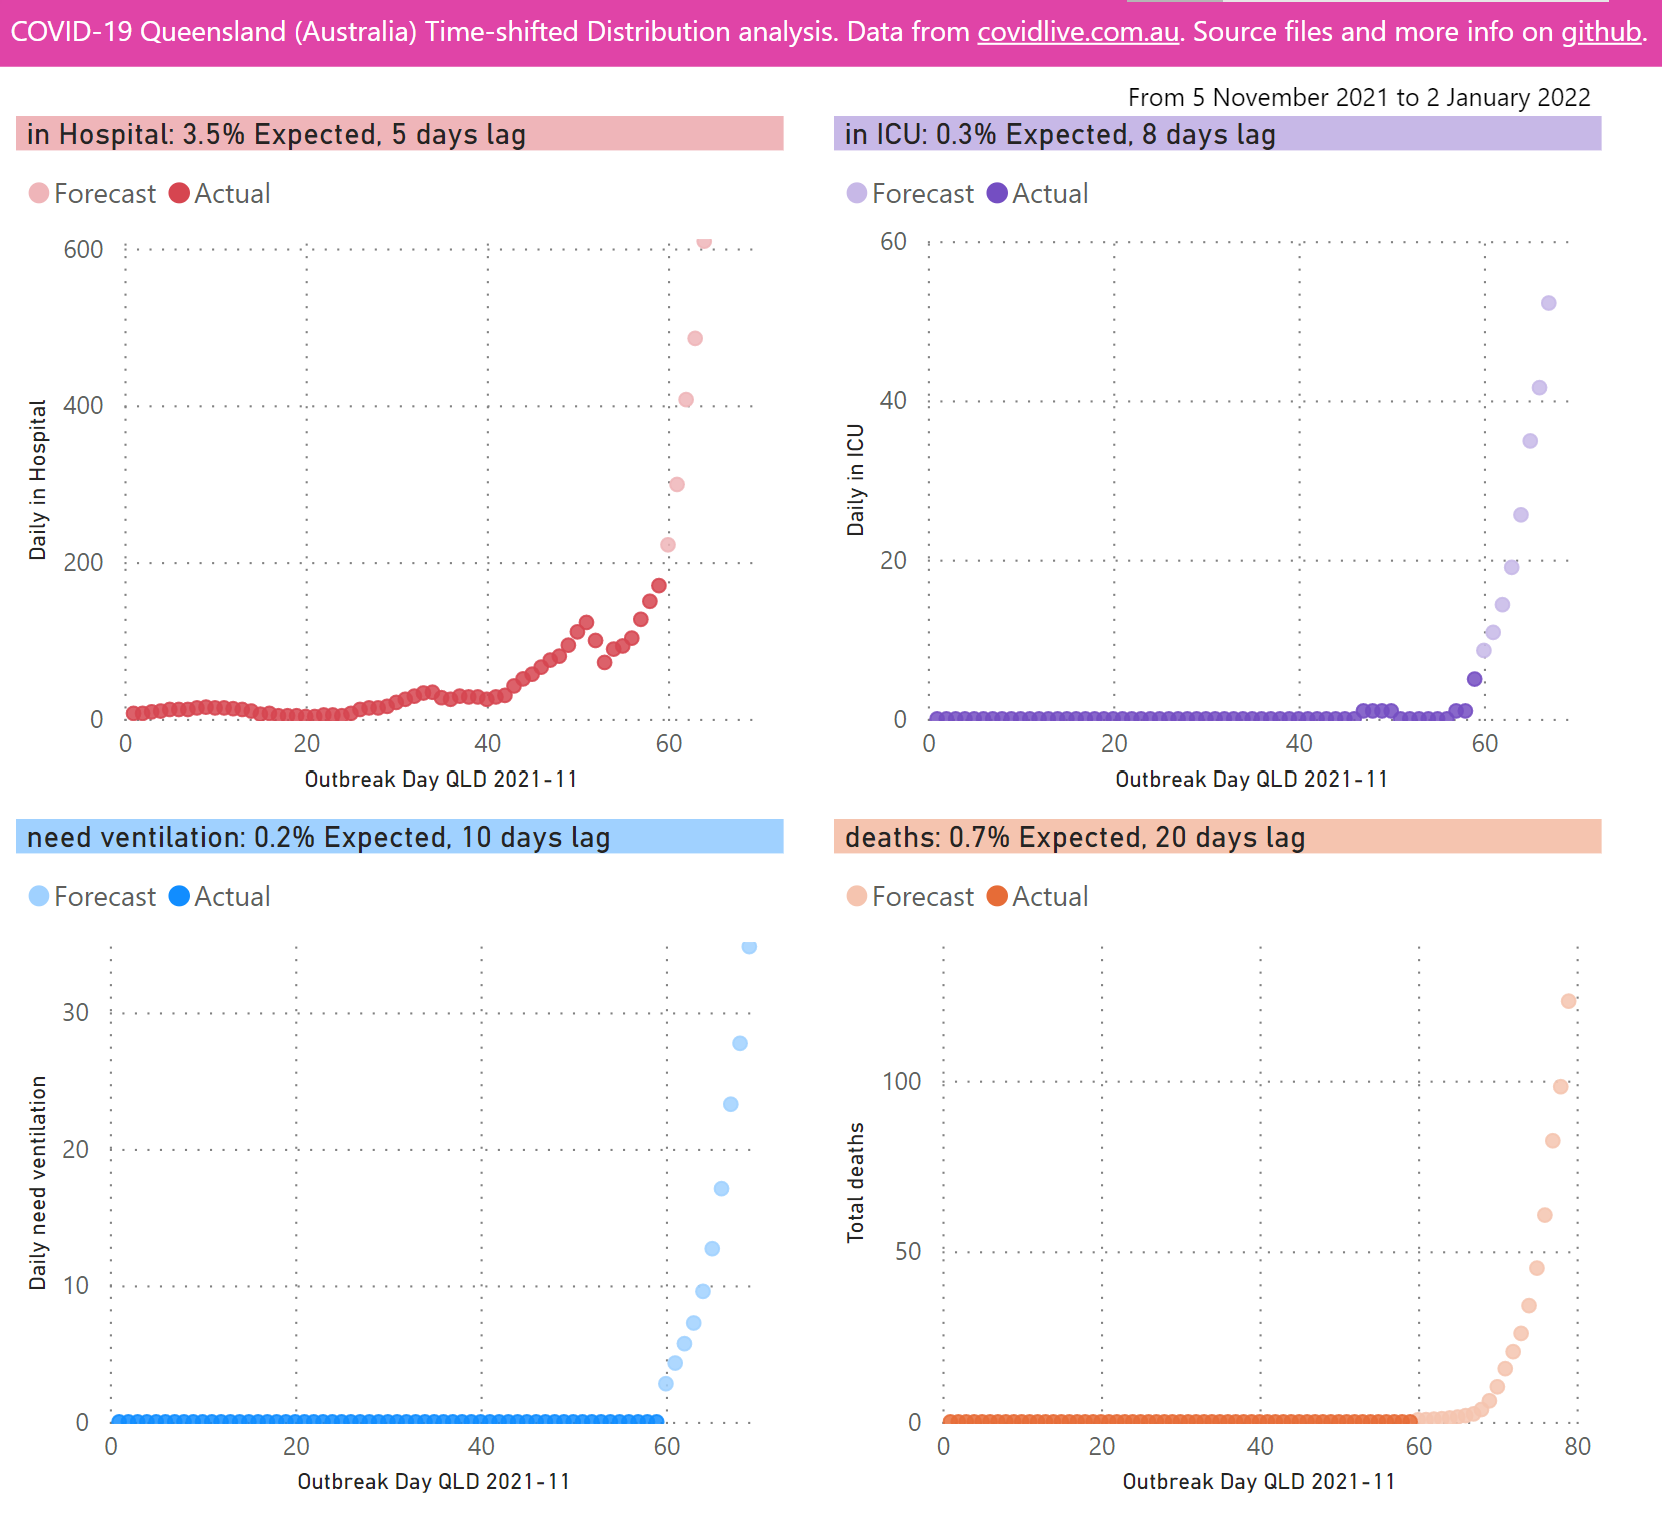 COVID-19 Queensland (Australia) Time-shifted Distribution analysis. Data from covidlive.com.au. Source files and more info on github.
From 5 November 2021 to 2 January 2022
in Hospital: 3.5% Expected, 5 days lag
Forecast Actual
600
400
200
0
Daily in Hospital
0 20 40 60
Outbreak Day QLD 2021-11
in ICU: 0.3% Expected, 8 days lag
Forecast Actual
60
40
20
0
Daily in ICU
0 20 40 60
Outbreak Day QLD 2021-11
need ventilation: 0.2% Expected, 10 days lag
Forecast Actual
30
20
10
0
Daily need ventilation
0 20 40 60
Outbreak Day QLD 2021-11
deaths: 0.7% Expected, 20 days lag
Forecast Actual
100
50
0
Total deaths
0 20 40 60 80
Outbreak Day QLD 2021-11